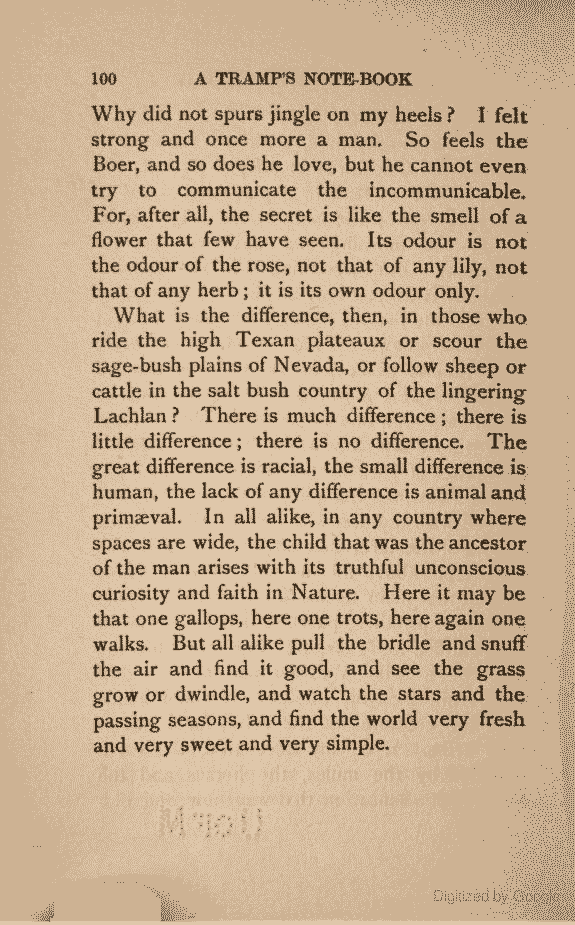 100 A TRAMP'S NOTE-BOOK
Why did not spurs jingle on my heels? I felt
strong and once more a man. So feels the
Boer, and so does he love, but he cannot even
try to communicate the incommunicable.
For, after all, the secret is like the smell of a
flower that few have seen. Its odour is not
the odour of the rose, not that of any lily, not
that of any herb; it is its own odour only.
What is the difference, then, in those who
ride the high Texan plateaux or scour the
sage-bush plains of Nevada, or follow sheep or
cattle in the salt bush country of the lingering
Lachlan? There is much difference; there is
little difference; there is no difference. The
great difference is racial, the small difference is
human, the lack of any difference is animal and
primæval. In all alike, in any country where
spaces are wide, the child that was the ancestor
of the man arises with its truthful unconscious
curiosity and faith in Nature. Here it may be
that one gallops, here one trots, here again one
walks. But all alike pull the bridle and snuff
the air and find it good, and see the grass
grow or dwindle, and watch the stars and the
passing seasons, and find the world very fresh
and very sweet and very simple.
Digitized by Google